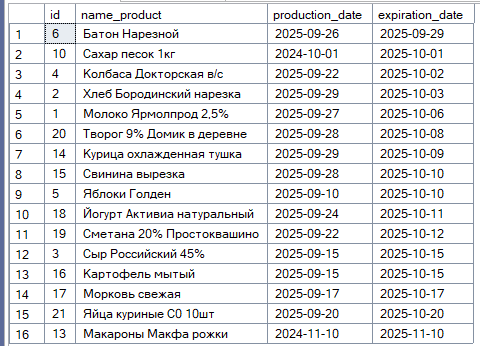 id name_product production_date expiration_date
1 6 Батон Нарезной 2025-09-26 2025-09-29
2 10 Сахар песок 1кг 2024-10-01 2025-10-01
3 4 Колбаса Докторская в/с 2025-09-22 2025-10-02
4 2 Хлеб Бородинский нарезка 2025-09-29 2025-10-03
5 1 Молоко Ярмолпрод 2,5% 2025-09-27 2025-10-06
6 20 Творог 9% Домик в деревне 2025-09-28 2025-10-08
7 14 Курица охлажденная тушка 2025-09-29 2025-10-09
8 15 Свинина вырезка 2025-09-28 2025-10-10
9 5 Яблоки Голден 2025-09-10 2025-10-10
10 18 Йогурт Активиа натуральный 2025-09-24 2025-10-11
11 19 Сметана 20% Простоквашино 2025-09-22 2025-10-12
12 3 Сыр Российский 45% 2025-09-15 2025-10-15
13 16 Картофель мытый 2025-09-15 2025-10-15
14 17 Морковь свежая 2025-09-17 2025-10-17
15 21 Яйца куриные С0 10шт 2025-09-20 2025-10-20
16 13 Макароны Макфа рожки 2024-11-10 2025-11-10